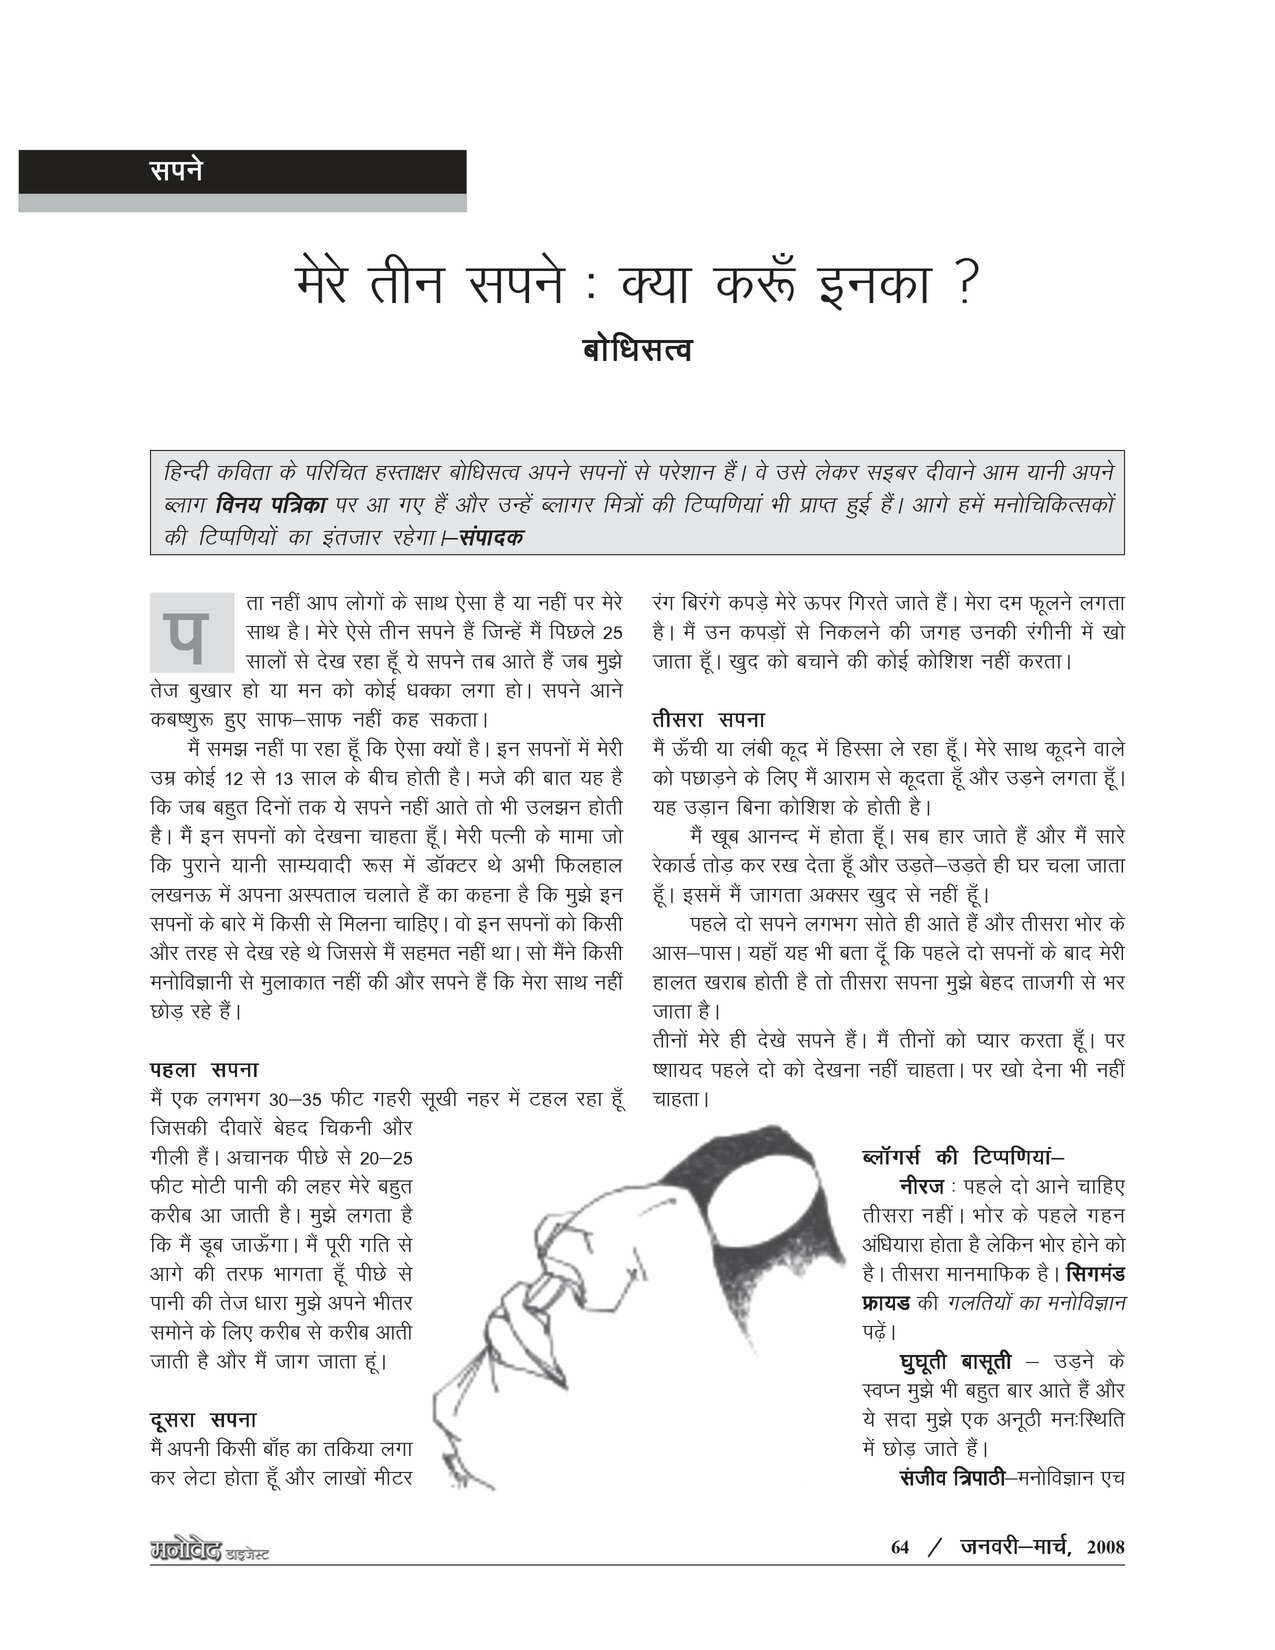 सपने
मेरे तीन सपने : क्या करूँ इनका ?
बोधिसत्व
हिन्दी कविता के परिचित हस्ताक्षर बोधिसत्व अपने सपनों से परेशान हैं। वे उसे लेकर सइबर दीवाने आम यानी अपने
ब्लाग विनय पत्रिका पर आ गए हैं और उन्हें ब्लागर मित्रों की टिप्पणियां भी प्राप्त हुई हैं। आगे हमें मनोचिकित्सकों
की टिप्पणियों का इंतजार रहेगा।–संपादक
पता नहीं आप लोगों के साथ ऐसा है या नहीं पर मेरे
साथ है। मेरे ऐसे तीन सपने हैं जिन्हें मैं पिछले 25
सालों से देख रहा हूँ ये सपने तब आते हैं जब मुझे
तेज बुखार हो या मन को कोई धक्का लगा हो। सपने आने
कबष्शुरू हुए साफ–साफ नहीं कह सकता।
मैं समझ नहीं पा रहा हूँ कि ऐसा क्यों है। इन सपनों में मेरी
उम्र कोई 12 से 13 साल के बीच होती है। मजे की बात यह है
कि जब बहुत दिनों तक ये सपने नहीं आते तो भी उलझन होती
है। मैं इन सपनों को देखना चाहता हूँ। मेरी पत्नी के मामा जो
कि पुराने यानी साम्यवादी रूस में डॉक्टर थे अभी फिलहाल
लखनऊ में अपना अस्पताल चलाते हैं का कहना है कि मुझे इन
सपनों के बारे में किसी से मिलना चाहिए। वो इन सपनों को किसी
और तरह से देख रहे थे जिससे मैं सहमत नहीं था। सो मैंने किसी
मनोविज्ञानी से मुलाकात नहीं की और सपने हैं कि मेरा साथ नहीं
छोड़ रहे हैं।
पहला सपना
मैं एक लगभग 30–35 फीट गहरी सूखी नहर में टहल रहा हूँ
जिसकी दीवारें बेहद चिकनी और
गीली हैं। अचानक पीछे से 20–25
फीट मोटी पानी की लहर मेरे बहुत
करीब आ जाती है। मुझे लगता है
कि मैं डूब जाऊँगा। मैं पूरी गति से
आगे की तरफ भागता हूँ पीछे से
पानी की तेज धारा मुझे अपने भीतर
समोने के लिए करीब से करीब आती
जाती है और मैं जाग जाता हूं।
दूसरा सपना
मैं अपनी किसी बाँह का तकिया लगा
कर लेटा होता हूँ और लाखों मीटर
रंग बिरंगे कपड़े मेरे ऊपर गिरते जाते हैं। मेरा दम फूलने लगता
है। मैं उन कपड़ों से निकलने की जगह उनकी रंगीनी में खो
जाता हूँ। खुद को बचाने की कोई कोशिश नहीं करता।
तीसरा सपना
मैं ऊँची या लंबी कूद में हिस्सा ले रहा हूँ। मेरे साथ कूदने वाले
को पछाड़ने के लिए मैं आराम से कूदता हूँ और उड़ने लगता हूँ।
यह उड़ान बिना कोशिश के होती है।
मैं खूब आनन्द में होता हूँ। सब हार जाते हैं और मैं सारे
रेकार्ड तोड़ कर रख देता हूँ और उड़ते–उड़ते ही घर चला जाता
हूँ। इसमें मैं जागता अक्सर खुद से नहीं हूँ।
पहले दो सपने लगभग सोते ही आते हैं और तीसरा भोर के
आस–पास। यहाँ यह भी बता दूँ कि पहले दो सपनों के बाद मेरी
हालत खराब होती है तो तीसरा सपना मुझे बेहद ताजगी से भर
जाता है।
तीनों मेरे ही देखे सपने हैं। मैं तीनों को प्यार करता हूँ। पर
ष्शायद पहले दो को देखना नहीं चाहता। पर खो देना भी नहीं
चाहता।
ब्लॉगर्स की टिप्पणियां–
नीरज : पहले दो आने चाहिए
तीसरा नहीं। भोर के पहले गहन
अंधियारा होता है लेकिन भोर होने को
है। तीसरा मानमाफिक है। सिगमंड
फ्रायड की गलतियों का मनोविज्ञान
पढ़ें।
घुघूती बासूती – उड़ने के
स्वप्न मुझे भी बहुत बार आते हैं और
ये सदा मुझे एक अनूठी मनःस्थिति
में छोड़ जाते हैं।
संजीव त्रिपाठी–मनोविज्ञान एच
मनोवेद डाइजेस्ट
64 / जनवरी–मार्च, 2008